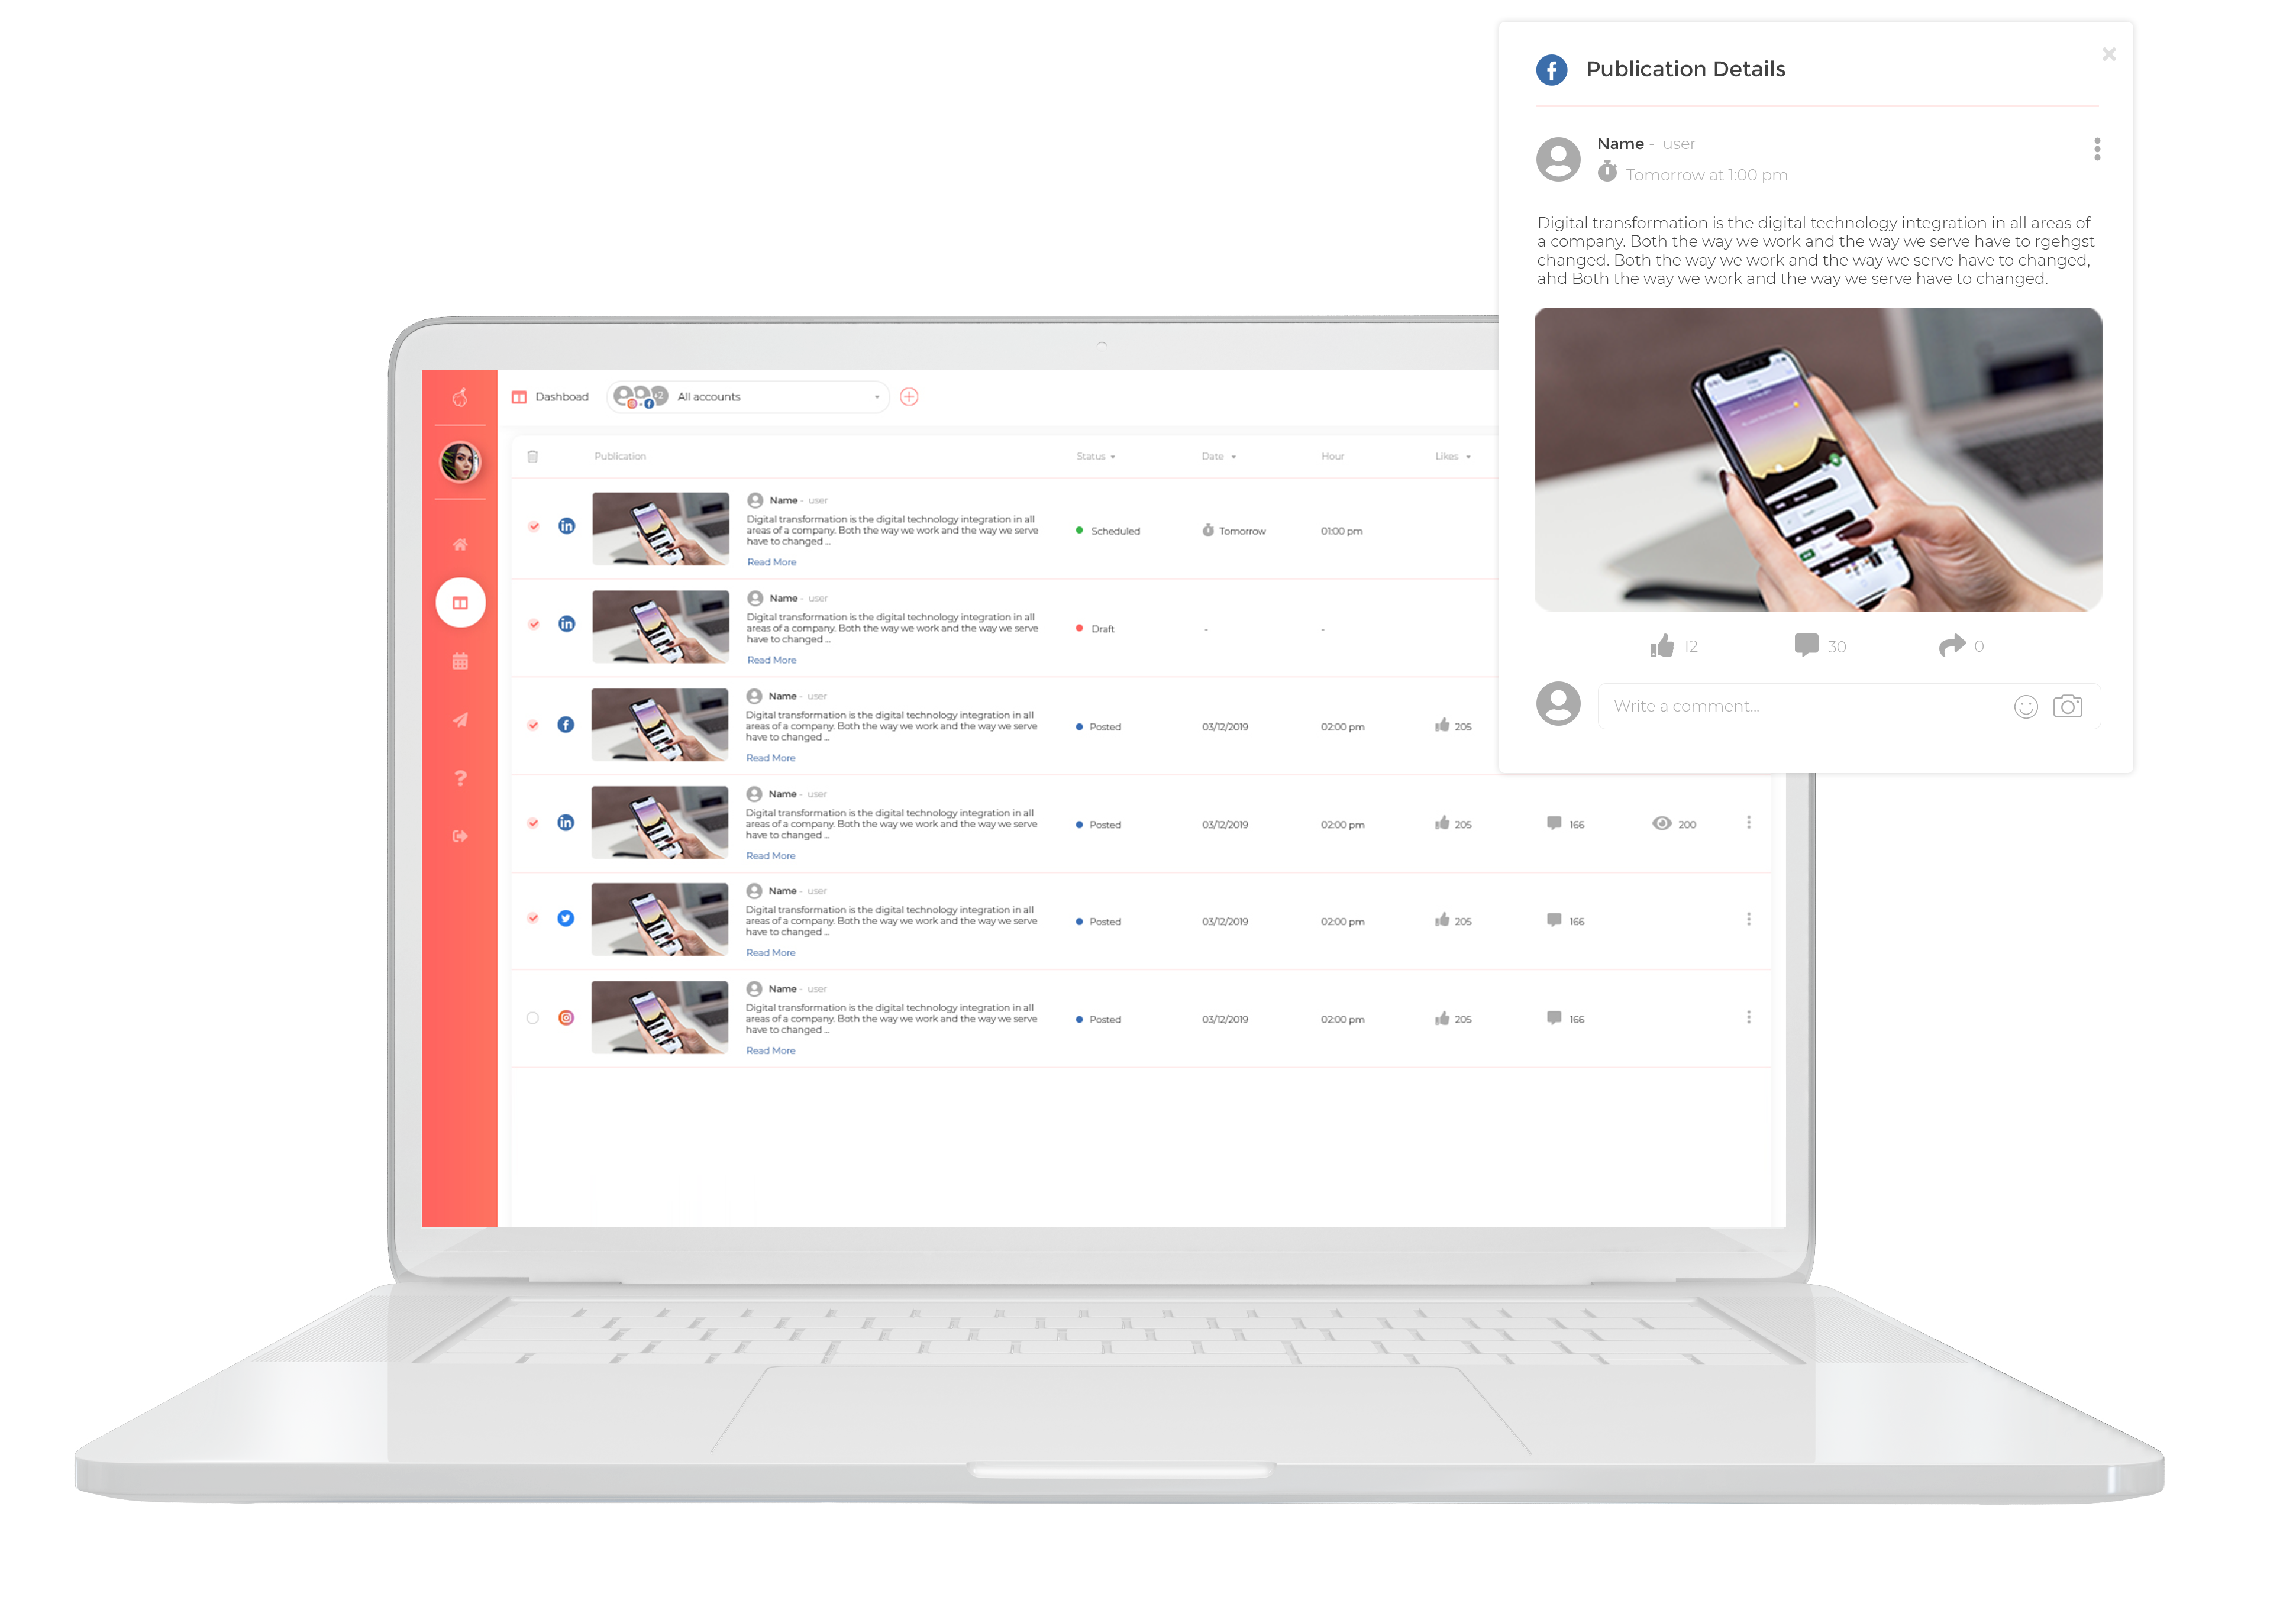 Publication Details
Name - user
Tomorrow at 1:00 pm
Digital transformation is the digital technology integration in all areas of
a company. Both the way we work and the way we serve have to rgehgst
changed. Both the way we work and the way we serve have to changed,
ahd Both the way we work and the way we serve have to changed.
12 30 0
Write a comment...
Dashboad +2 All accounts
Publication Status Date Hour Likes
Name - user
Digital transformation is the digital technology integration in all
areas of a company. Both the way we work and the way we serve
have to changed ...
Read More
Scheduled Tomorrow 01:00 pm
Name - user
Digital transformation is the digital technology integration in all
areas of a company. Both the way we work and the way we serve
have to changed ...
Read More
Draft - -
Name - user
Digital transformation is the digital technology integration in all
areas of a company. Both the way we work and the way we serve
have to changed ...
Read More
Posted 03/12/2019 02:00 pm 205
Name - user
Digital transformation is the digital technology integration in all
areas of a company. Both the way we work and the way we serve
have to changed ...
Read More
Posted 03/12/2019 02:00 pm 205 166 200
Name - user
Digital transformation is the digital technology integration in all
areas of a company. Both the way we work and the way we serve
have to changed ...
Read More
Posted 03/12/2019 02:00 pm 205 166
Name - user
Digital transformation is the digital technology integration in all
areas of a company. Both the way we work and the way we serve
have to changed ...
Read More
Posted 03/12/2019 02:00 pm 205 166